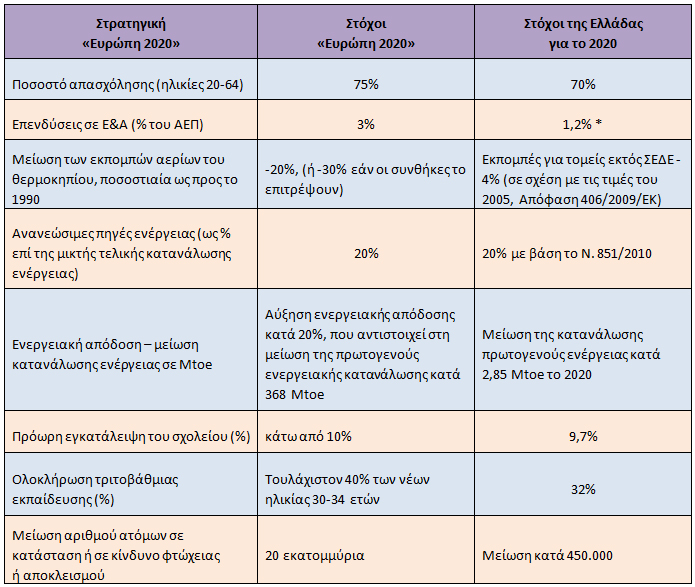 Στρατηγική
«Ευρώπη 2020»
Στόχοι
«Ευρώπη 2020»
Στόχοι της Ελλάδας
για το 2020
Ποσοστό απασχόλησης (ηλικίες 20-64)
75%
70%
Επενδύσεις σε Ε&Α (% του ΑΕΠ)
3%
1,2% *
Μείωση των εκπομπών αερίων του
θερμοκηπίου, ποσοστιαία ως προς το
1990
-20%, (ή -30% εάν οι συνθήκες το
επιτρέψουν)
Εκπομπές για τομείς εκτός ΣΕΔΕ -
4% (σε σχέση με τις τιμές του
2005, Απόφαση 406/2009/ΕΚ)
Ανανεώσιμες πηγές ενέργειας (ως %
επί της μικτής τελικής κατανάλωσης
ενέργειας)
20%
20% με βάση το Ν. 851/2010
Ενεργειακή απόδοση – μείωση
κατανάλωσης ενέργειας σε Mtoe
Αύξηση ενεργειακής απόδοσης
κατά 20%, που αντιστοιχεί στη
μείωση της πρωτογενούς
ενεργειακής κατανάλωσης κατά
368 Mtoe
Μείωση της κατανάλωσης
πρωτογενούς ενέργειας κατά
2,85 Mtoe το 2020
Πρόωρη εγκατάλειψη του σχολείου (%)
κάτω από 10%
9,7%
Ολοκλήρωση τριτοβάθμιας
εκπαίδευσης (%)
Τουλάχιστον 40% των νέων
ηλικίας 30-34 ετών
32%
Μείωση αριθμού ατόμων σε
κατάσταση ή σε κίνδυνο φτώχειας
ή αποκλεισμού
20 εκατομμύρια
Μείωση κατά 450.000